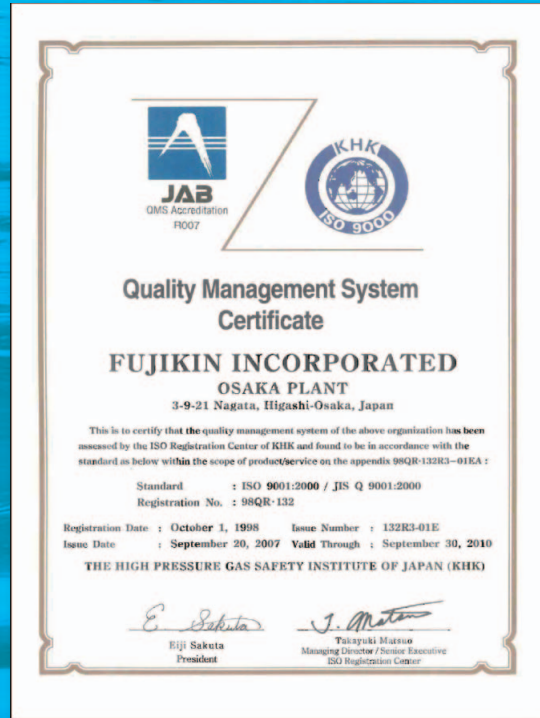 JAB
QMS Accreditation
R007
KHK
ISO 9000
Quality Management System
Certificate
FUJIKIN INCORPORATED
OSAKA PLANT
3-9-21 Nagata, Higashi-Osaka, Japan
This is to certify that the quality management system of the above organization has been
assessed by the ISO Registration Center of KHK and found to be in accordance with the
standard as below within the scope of product/service on the appendix 98QR·132R3-01EA :
Standard : ISO 9001:2000 / JIS Q 9001:2000
Registration No. : 98QR·132
Registration Date : October 1, 1998 Issue Number : 132R3-01E
Issue Date : September 20, 2007 Valid Through : September 30, 2010
THE HIGH PRESSURE GAS SAFETY INSTITUTE OF JAPAN (KHK)
E. Sakuta J. Matsuo
Eiji Sakuta Takayuki Matsuo
President Managing Director / Senior Executive
ISO Registration Center